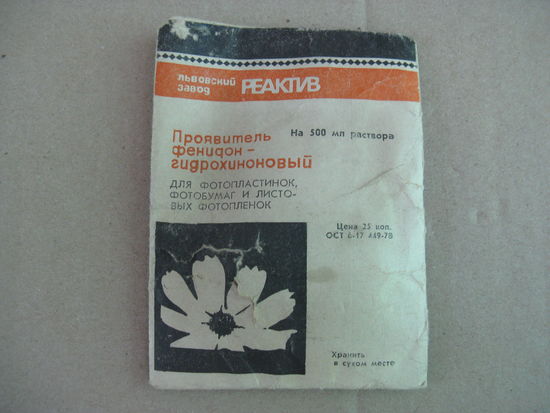 ЛЬВОВСКИЙ
ЗАВОД
РЕАКТИВ
Проявитель
фенидон-
гидрохиноновый
На 500 мл раствора
ДЛЯ ФОТОПЛАСТИНОК,
ФОТОБУМАГ И ЛИСТО-
ВЫХ ФОТОПЛЕНОК
Цена 25 коп.
ОСТ 6-17 449-78
Хранить
в сухом месте